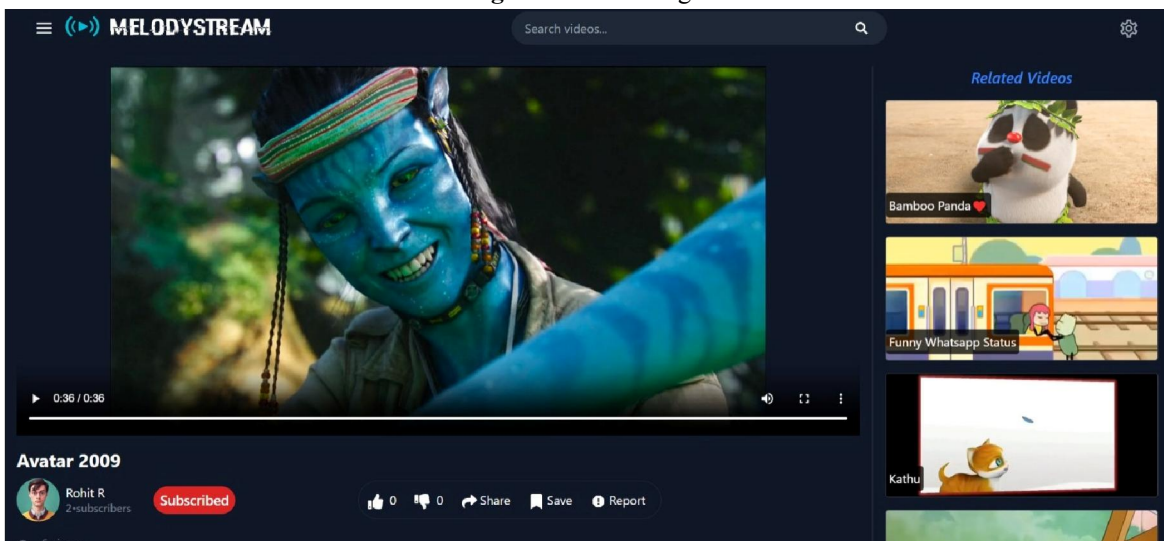 MELODYSTREAM
Search videos...
0:36 / 0:36
Avatar 2009
Rohit R
2•subscribers
Subscribed
0
0
Share
Save
Report
Related Videos
Bamboo Panda
Funny Whatsapp Status
Kathu